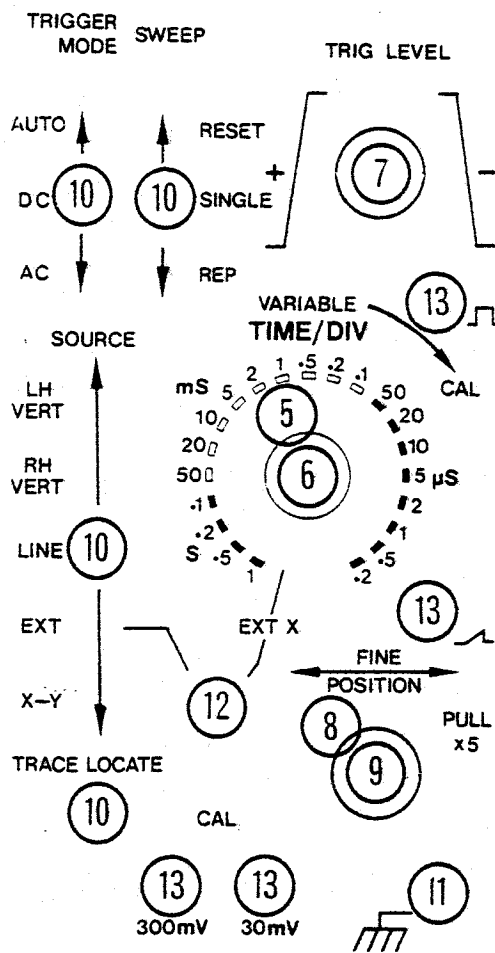 TRIGGER MODE SWEEP
TRIG LEVEL
AUTO RESET
DC 10 10 SINGLE
+ 7 −
AC REP
13
VARIABLE
TIME/DIV
CAL
SOURCE
LH VERT
RH VERT
LINE 10
EXT
X–Y
mS
50 20 10 5 2 1 .5 .2 .1
50 20 10 5 2 1 .5 .2
µS
.1 .2 .5 1
S
5
6
EXT X
12
13
FINE
POSITION
8
9
PULL
x5
TRACE LOCATE
10
CAL
13 13
300mV 30mV
11